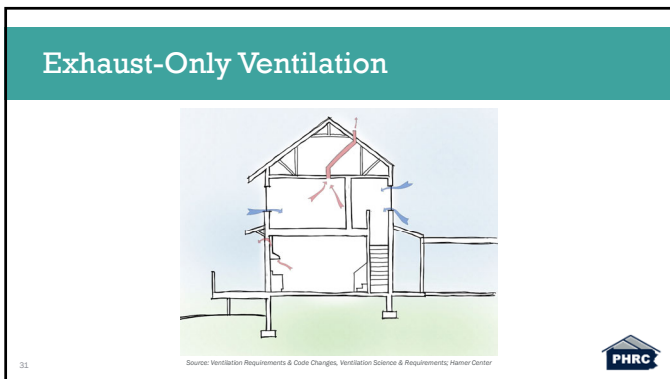 Exhaust-Only Ventilation
31
Source: Ventilation Requirements & Code Changes, Ventilation Science & Requirements; Hamer Center
PHRC